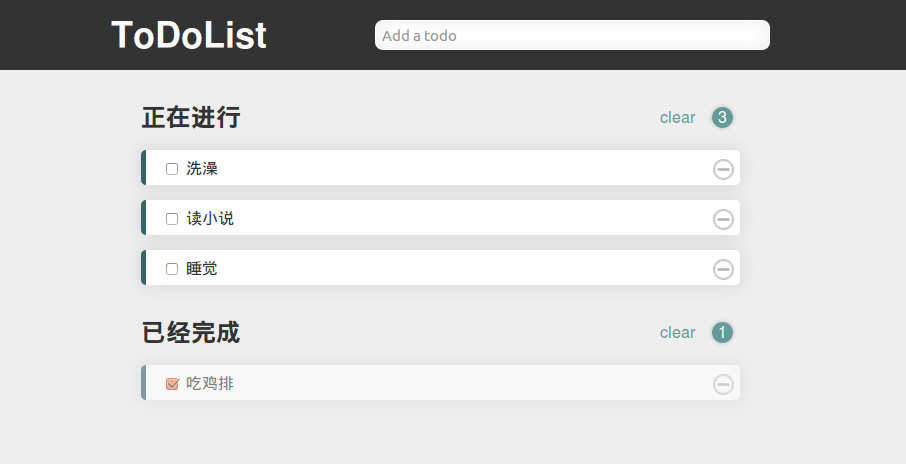 ToDoList Add a todo
正在进行 clear 3
洗澡
读小说
睡觉
已经完成 clear 1
吃鸡排